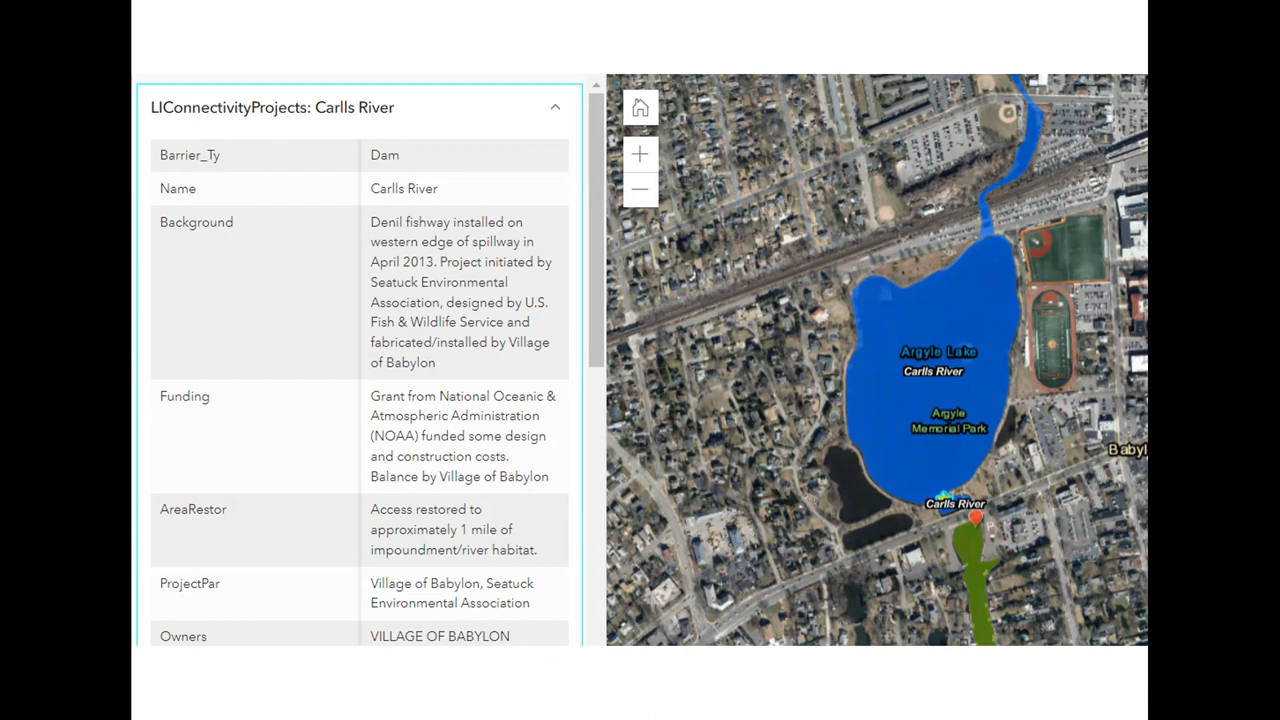 LIConnectivityProjects: Carlls River
Barrier_Ty
Dam
Name
Carlls River
Background
Denil fishway installed on
western edge of spillway in
April 2013. Project initiated by
Seatuck Environmental
Association, designed by U.S.
Fish & Wildlife Service and
fabricated/installed by Village
of Babylon
Funding
Grant from National Oceanic &
Atmospheric Administration
(NOAA) funded some design
and construction costs.
Balance by Village of Babylon
AreaRestor
Access restored to
approximately 1 mile of
impoundment/river habitat.
ProjectPar
Village of Babylon, Seatuck
Environmental Association
Owners
VILLAGE OF BABYLON
Argyle Lake
Carlls River
Argyle
Memorial Park
Babyl
Carlls River